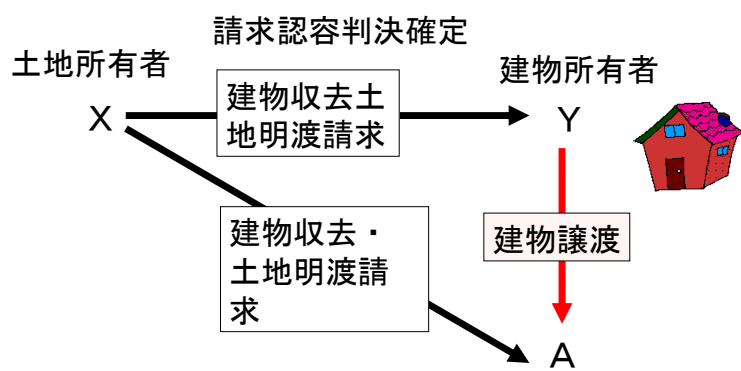 請求認容判決確定
土地所有者
建物所有者
建物収去土
地明渡請求
X
Y
建物収去・
土地明渡請
求
建物譲渡
A